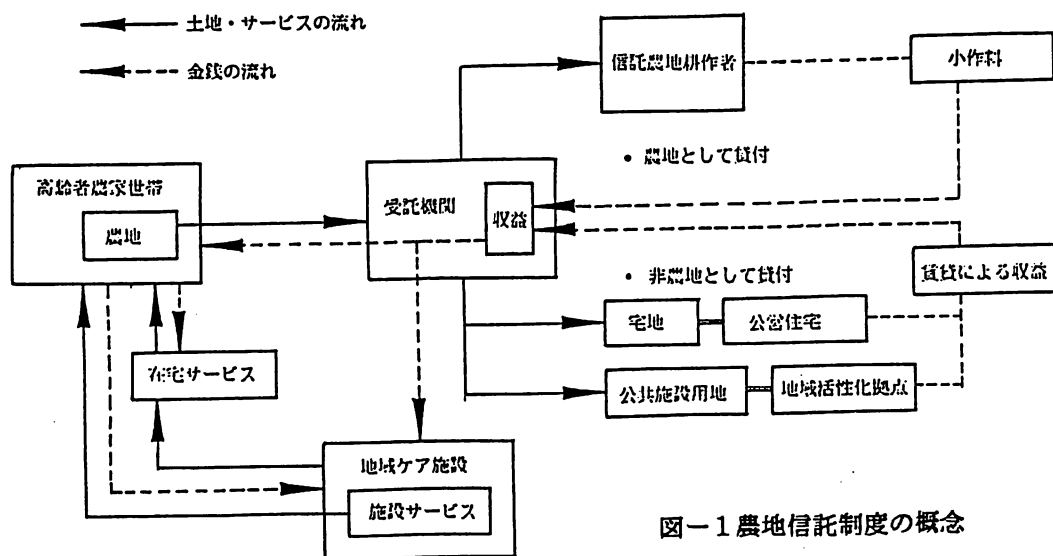 土地・サービスの流れ
金銭の流れ
信託農地耕作者
小作料
・農地として貸付
高齢者農家世帯
農地
受託機関
収益
・非農地として貸付
賃貸による収益
宅地
公営住宅
在宅サービス
公共施設用地
地域活性化拠点
地域ケア施設
施設サービス
図-1農地信託制度の概念